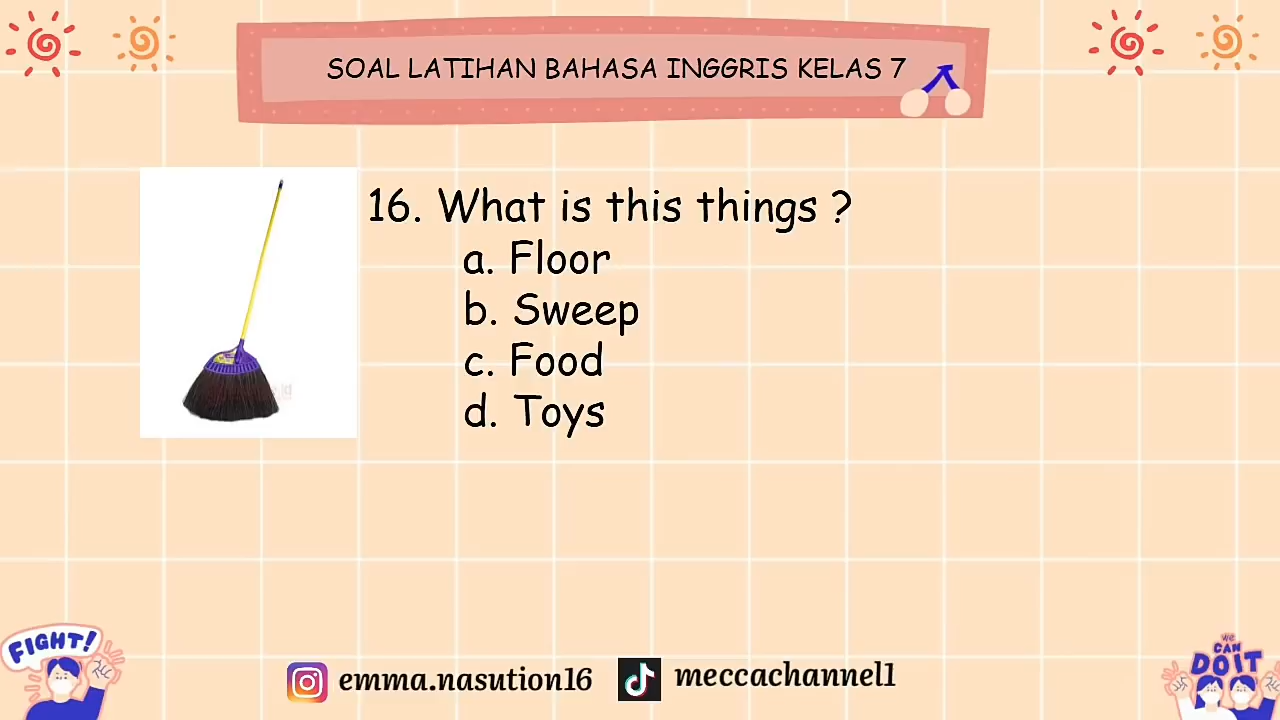 SOAL LATIHAN BAHASA INGGRIS KELAS 7
16. What is this things ?
a. Floor
b. Sweep
c. Food
d. Toys
FIGHT!
emma.nasution16
meccachannel1
WE
CAN
DO IT